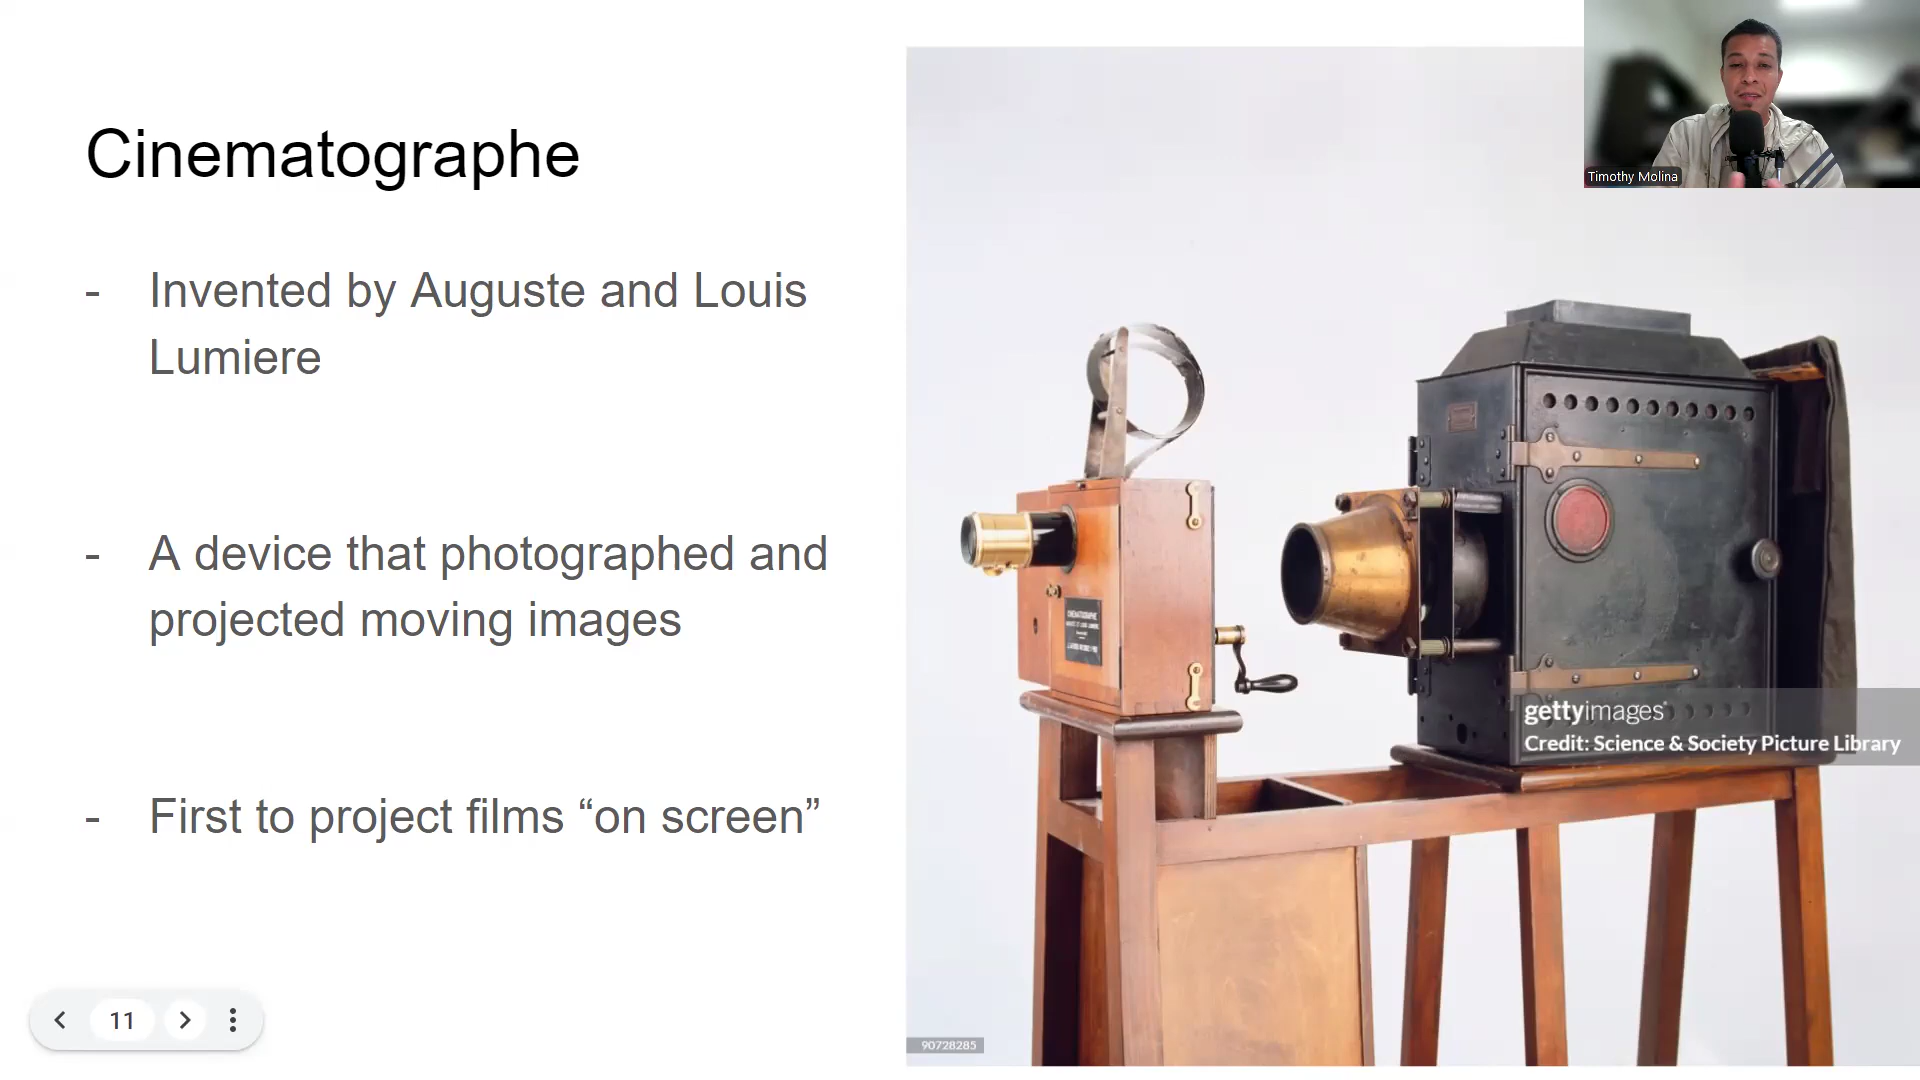 Cinematographe
- Invented by Auguste and Louis
Lumiere
- A device that photographed and
projected moving images
- First to project films “on screen”
11
Timothy Molina
CINEMATOGRAPHE
gettyimages®
Credit: Science & Society Picture Library
90728285